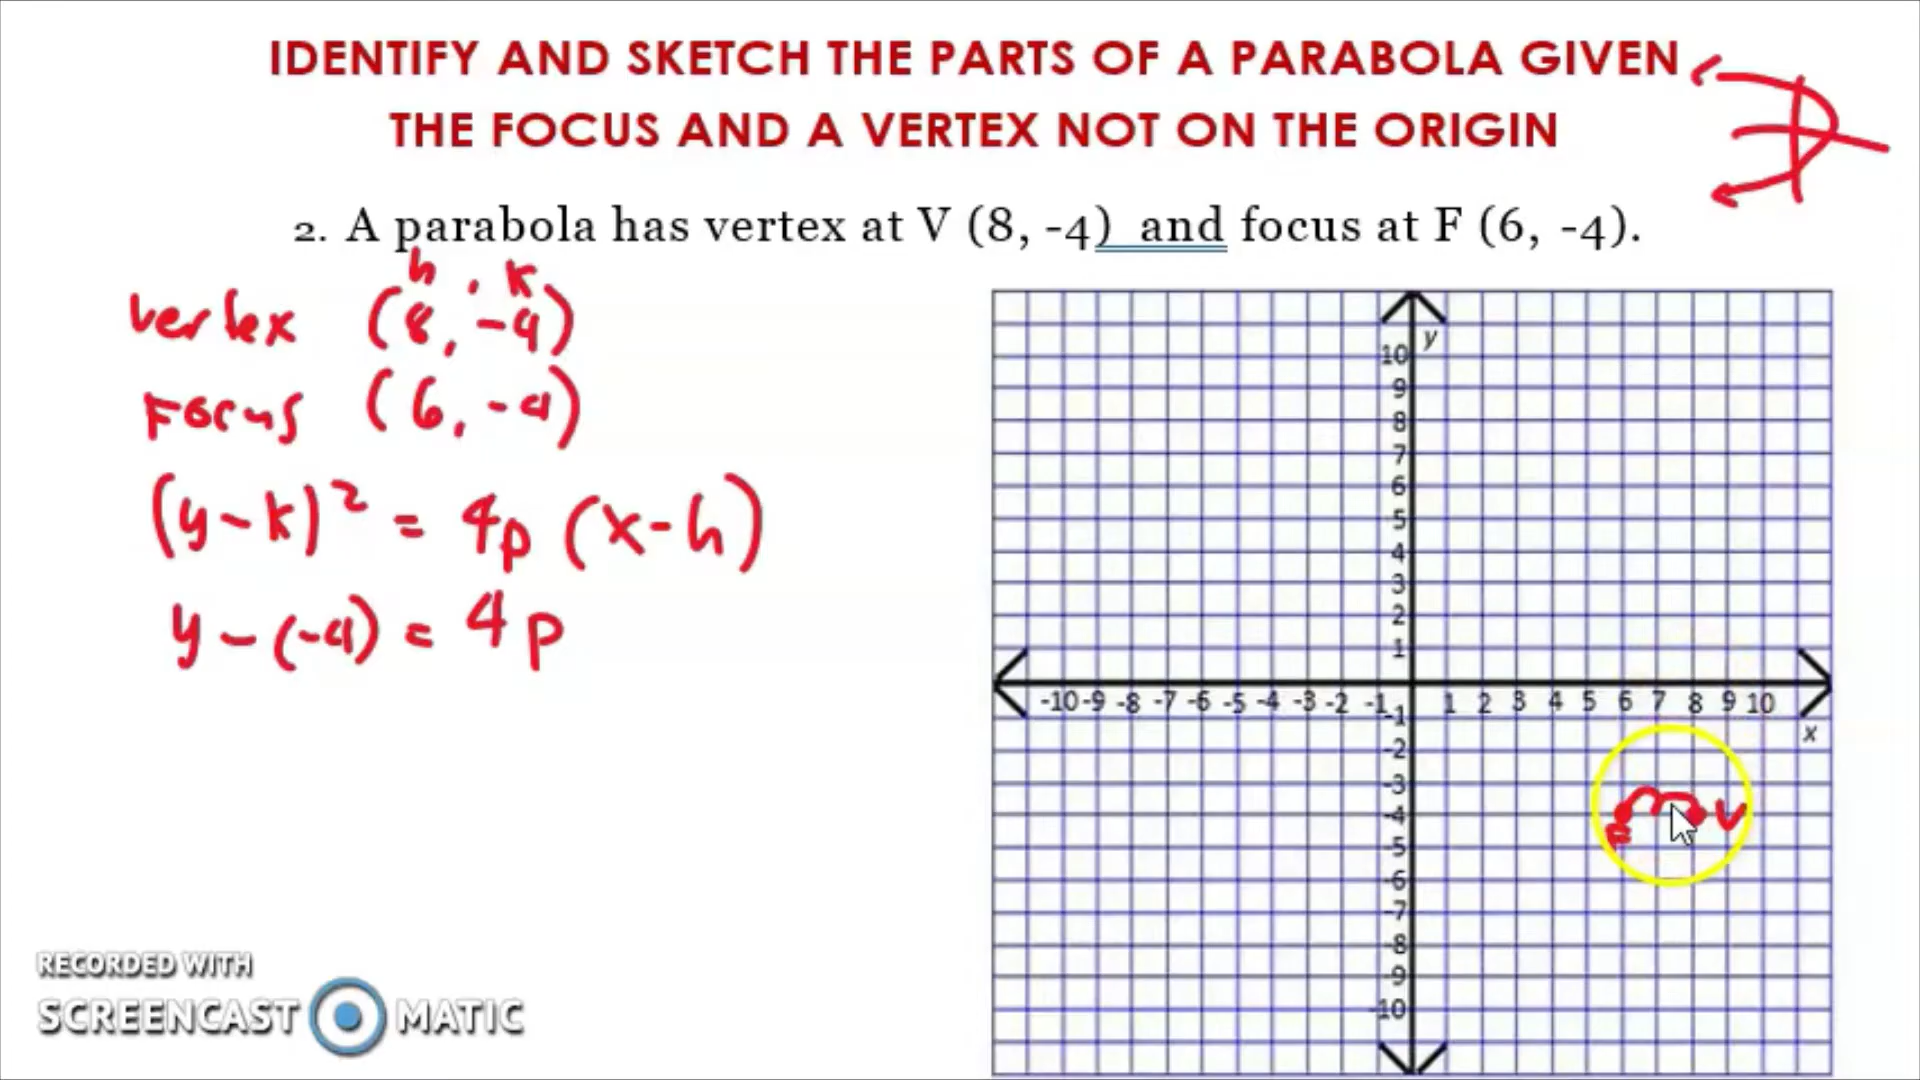 IDENTIFY AND SKETCH THE PARTS OF A PARABOLA GIVEN
THE FOCUS AND A VERTEX NOT ON THE ORIGIN
2. A parabola has vertex at V (8, -4) and focus at F (6, -4).
h , k
vertex (8, -4)
Focus (6, -4)
(y-k)² = 4p (x-h)
y-(-4) = 4p
y
10
9
8
7
6
5
4
3
2
1
-10 -9 -8 -7 -6 -5 -4 -3 -2 -1 1 2 3 4 5 6 7 8 9 10
x
-1
-2
-3
-4
F V
-5
-6
-7
-8
-9
-10
RECORDED WITH
SCREENCAST MATIC